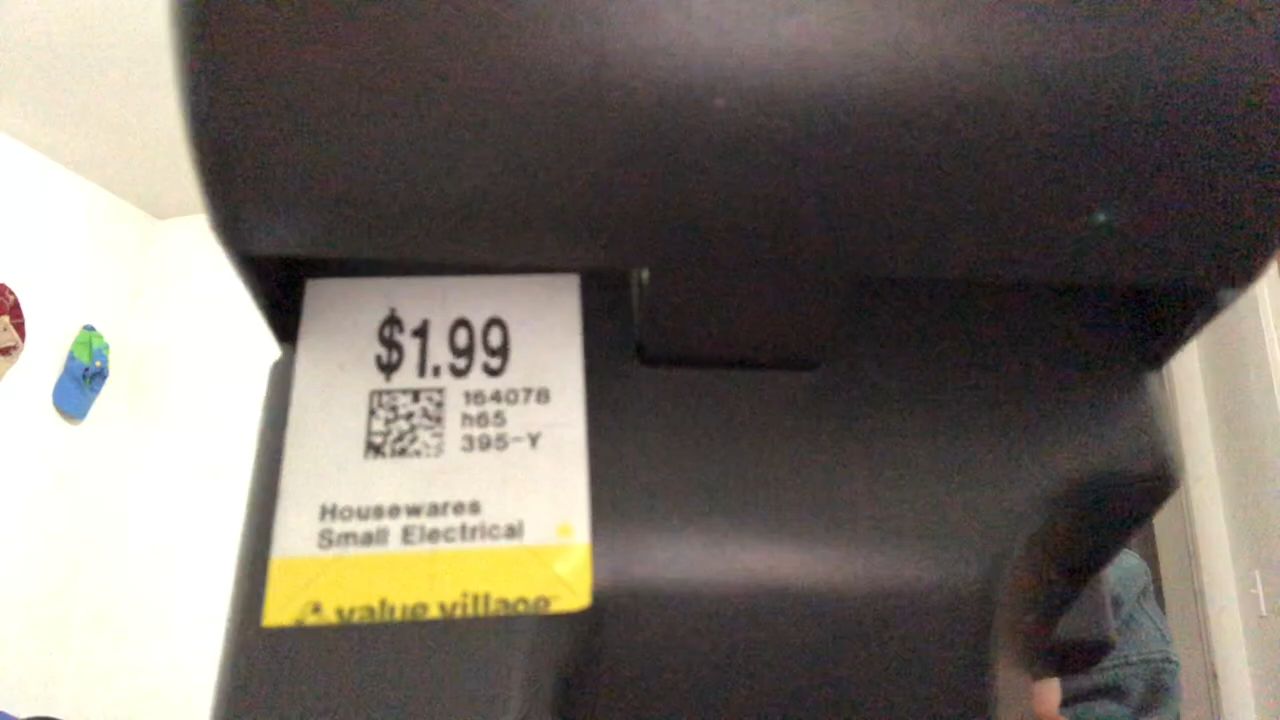 $1.99
164078
h65
395-Y
Housewares
Small Electrical
value village